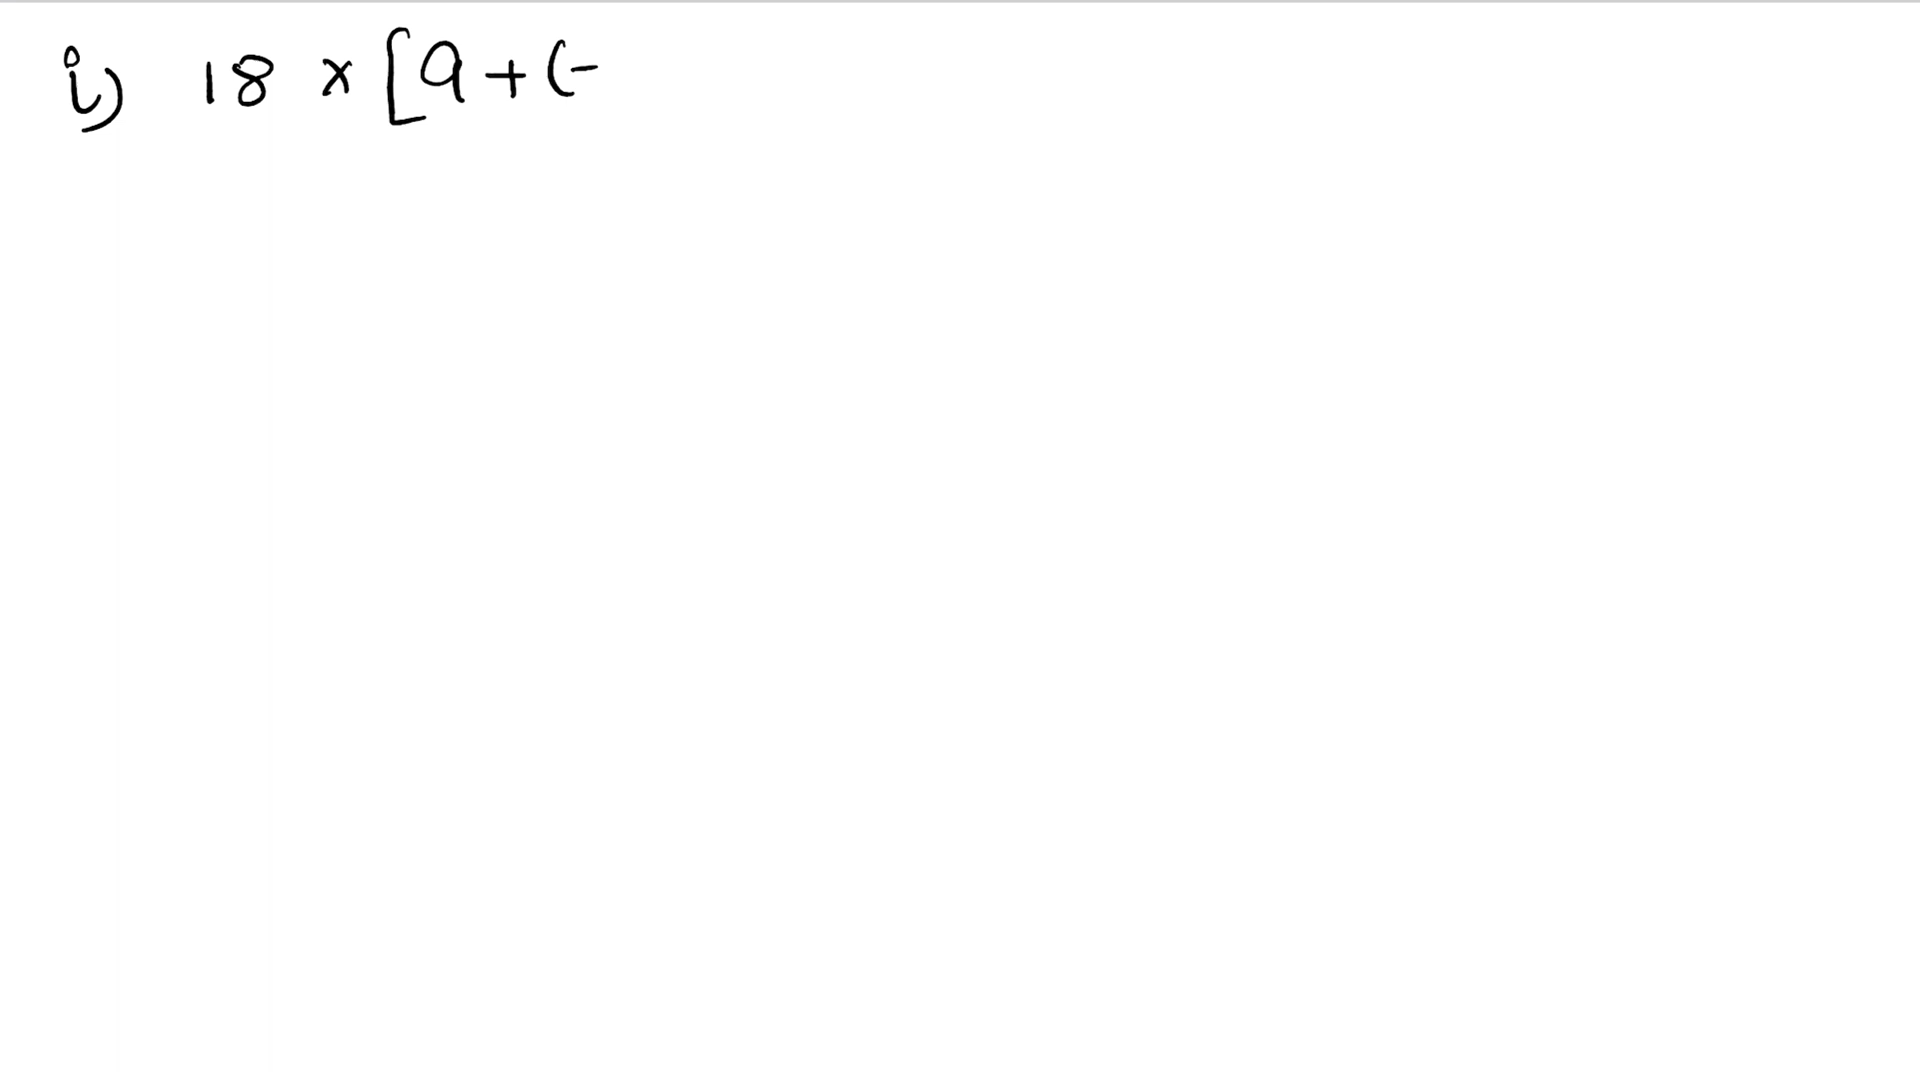 i) 18 × [9 + (-